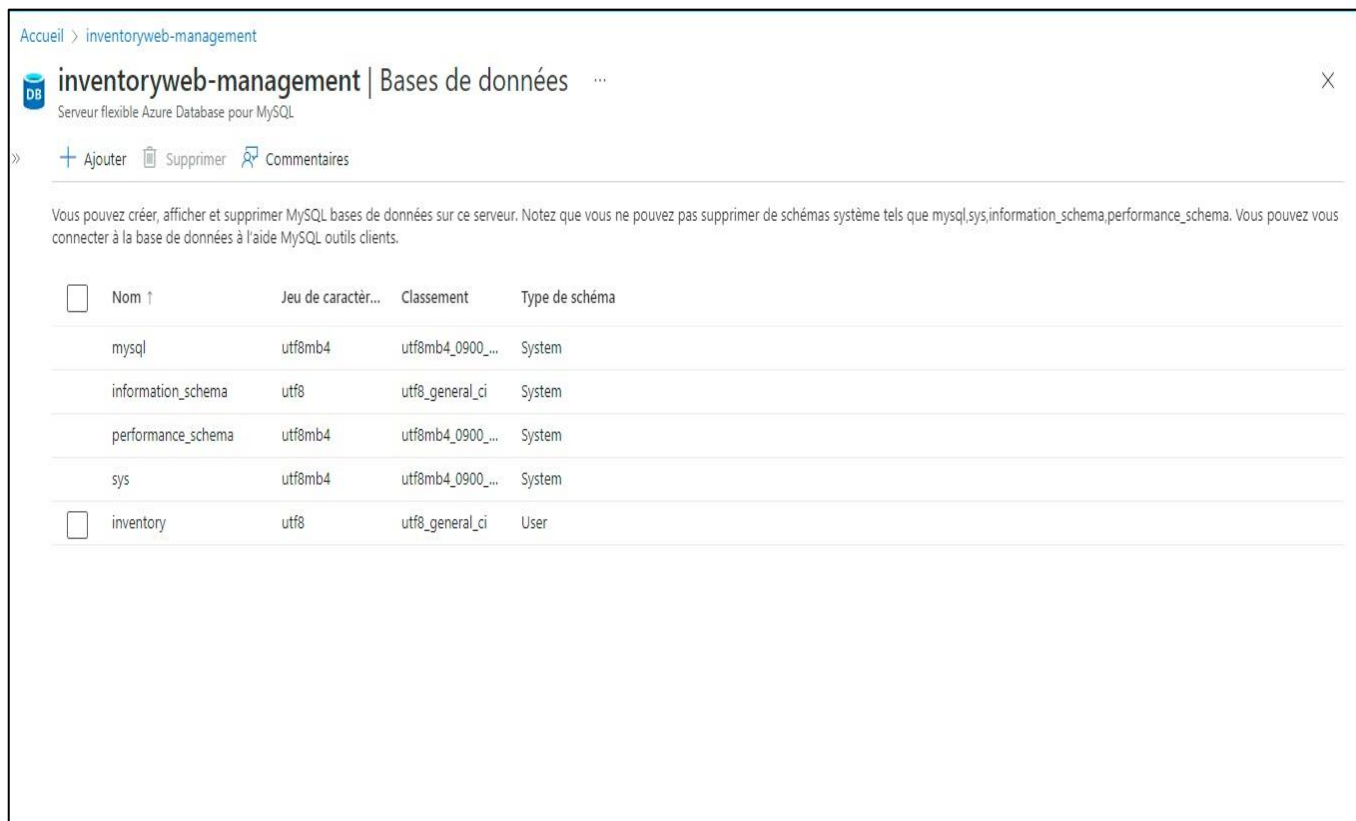 Accueil > inventoryweb-management
inventoryweb-management | Bases de données ...
DB
Serveur flexible Azure Database pour MySQL
» + Ajouter Supprimer Commentaires
Vous pouvez créer, afficher et supprimer MySQL bases de données sur ce serveur. Notez que vous ne pouvez pas supprimer de schémas système tels que mysql,sys,information_schema,performance_schema. Vous pouvez vous
connecter à la base de données à l'aide MySQL outils clients.
Nom ↑ Jeu de caractèr... Classement Type de schéma
mysql utf8mb4 utf8mb4_0900_... System
information_schema utf8 utf8_general_ci System
performance_schema utf8mb4 utf8mb4_0900_... System
sys utf8mb4 utf8mb4_0900_... System
inventory utf8 utf8_general_ci User